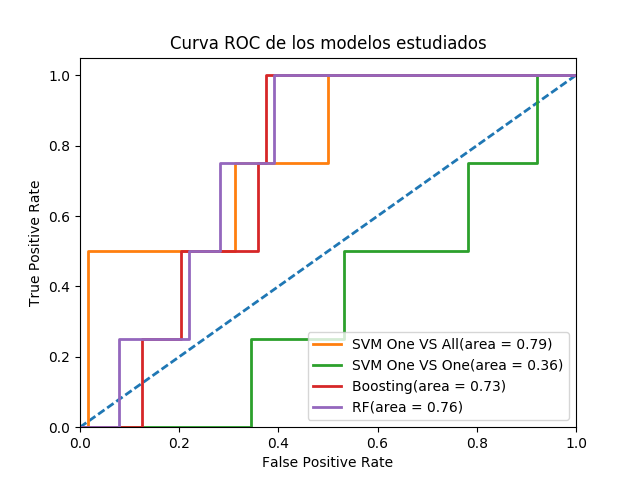 Curva ROC de los modelos estudiados
True Positive Rate
1.0
0.8
0.6
0.4
0.2
0.0
SVM One VS All(area = 0.79)
SVM One VS One(area = 0.36)
Boosting(area = 0.73)
RF(area = 0.76)
0.0 0.2 0.4 0.6 0.8 1.0
False Positive Rate